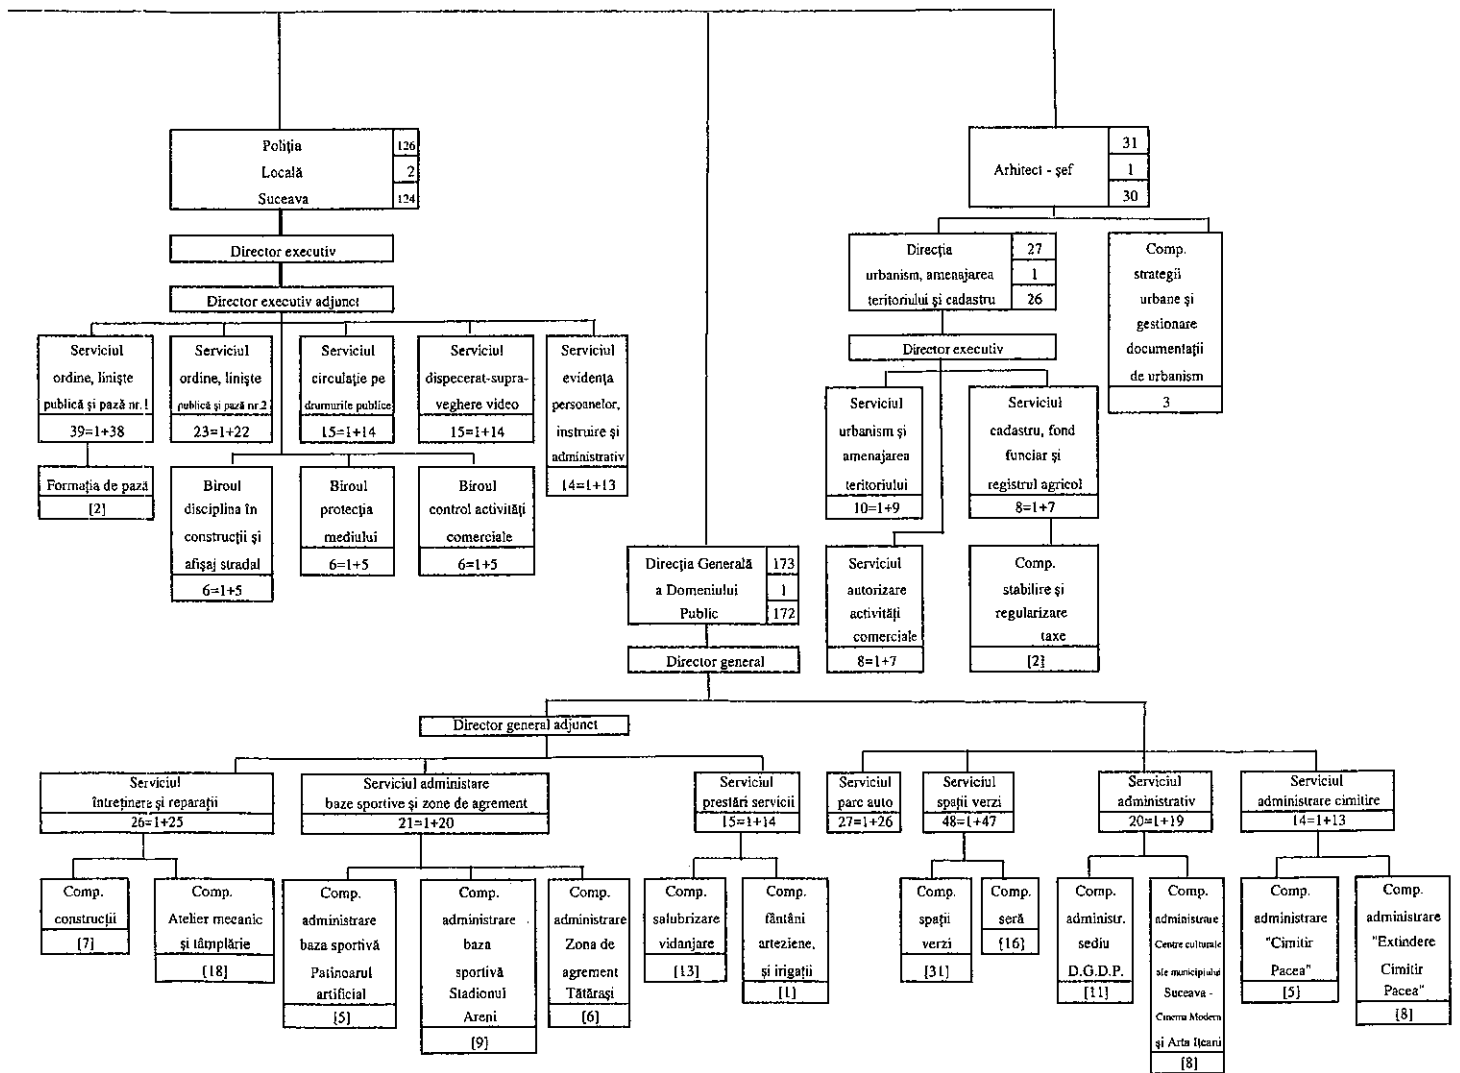 Poliția
Locală
Suceava
126
2
124
Director executiv
Director executiv adjunct
Serviciul
ordine, liniște
publică și pază nr.1
39=1+38
Formația de pază
[2]
Serviciul
ordine, liniște
publică și pază nr.2
23=1+22
Serviciul
circulație pe
drumurile publice
15=1+14
Serviciul
dispecerat-supra-
veghere video
15=1+14
Serviciul
evidența
persoanelor,
instruire și
administrativ
14=1+13
Biroul
disciplina în
construcții și
afișaj stradal
6=1+5
Biroul
protecția
mediului
6=1+5
Biroul
control activități
comerciale
6=1+5
Arhitect - șef
31
1
30
Direcția
urbanism, amenajarea
teritoriului și cadastru
27
1
26
Comp.
strategii
urbane și
gestionare
documentații
de urbanism
3
Director executiv
Serviciul
urbanism și
amenajarea
teritoriului
10=1+9
Serviciul
cadastru, fond
funciar și
registrul agricol
8=1+7
Serviciul
autorizare
activități
comerciale
8=1+7
Comp.
stabilire și
regularizare
taxe
[2]
Direcția Generală
a Domeniului
Public
173
1
172
Director general
Director general adjunct
Serviciul
întreținere și reparații
26=1+25
Serviciul administare
baze sportive și zone de agrement
21=1+20
Serviciul
prestări servicii
15=1+14
Serviciul
parc auto
27=1+26
Serviciul
spații verzi
48=1+47
Serviciul
administrativ
20=1+19
Serviciul
administrare cimitire
14=1+13
Comp.
construcții
[7]
Comp.
Atelier mecanic
și tâmplărie
[18]
Comp.
administrare
baza sportivă
Patinoarul
artificial
[5]
Comp.
administrare
baza
sportivă
Stadionul
Areni
[9]
Comp.
administrare
Zona de
agrement
Tătărași
[6]
Comp.
salubrizare
vidanjare
[13]
Comp.
fântâni
arteziene,
și irigații
[1]
Comp.
spații
verzi
[31]
Comp.
seră
[16]
Comp.
administr.
sediu
D.G.D.P.
[11]
Comp.
administrare
Centre culturale
ale municipiului
Suceava -
Cinema Modern
și Arta Ițcani
[8]
Comp.
administrare
"Cimitir
Pacea"
[5]
Comp.
administrare
"Extindere
Cimitir
Pacea"
[8]